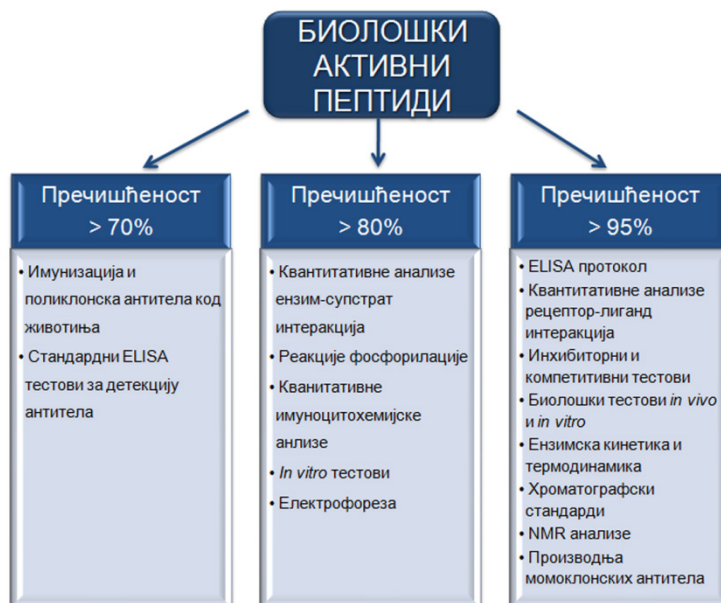 БИОЛОШКИ
АКТИВНИ
ПЕПТИДИ
Пречишћеност
> 70%
• Имунизација и
поликлонска антитела код
животиња
• Стандардни ELISA
тестови за детекцију
антитела
Пречишћеност
> 80%
• Квантитативне анализе
ензим-супстрат
интеракција
• Реакције фосфорилације
• Кванитативне
имуноцитохемијске
анлизе
• In vitro тестови
• Електрофореза
Пречишћеност
> 95%
• ELISA протокол
• Квантитативне анализе
рецептор-лиганд
интеракција
• Инхибиторни и
компетитивни тестови
• Биолошки тестови in vivo
и in vitro
• Ензимска кинетика и
термодинамика
• Хроматографски
стандарди
• NMR анализе
• Производња
момоклонских антитела